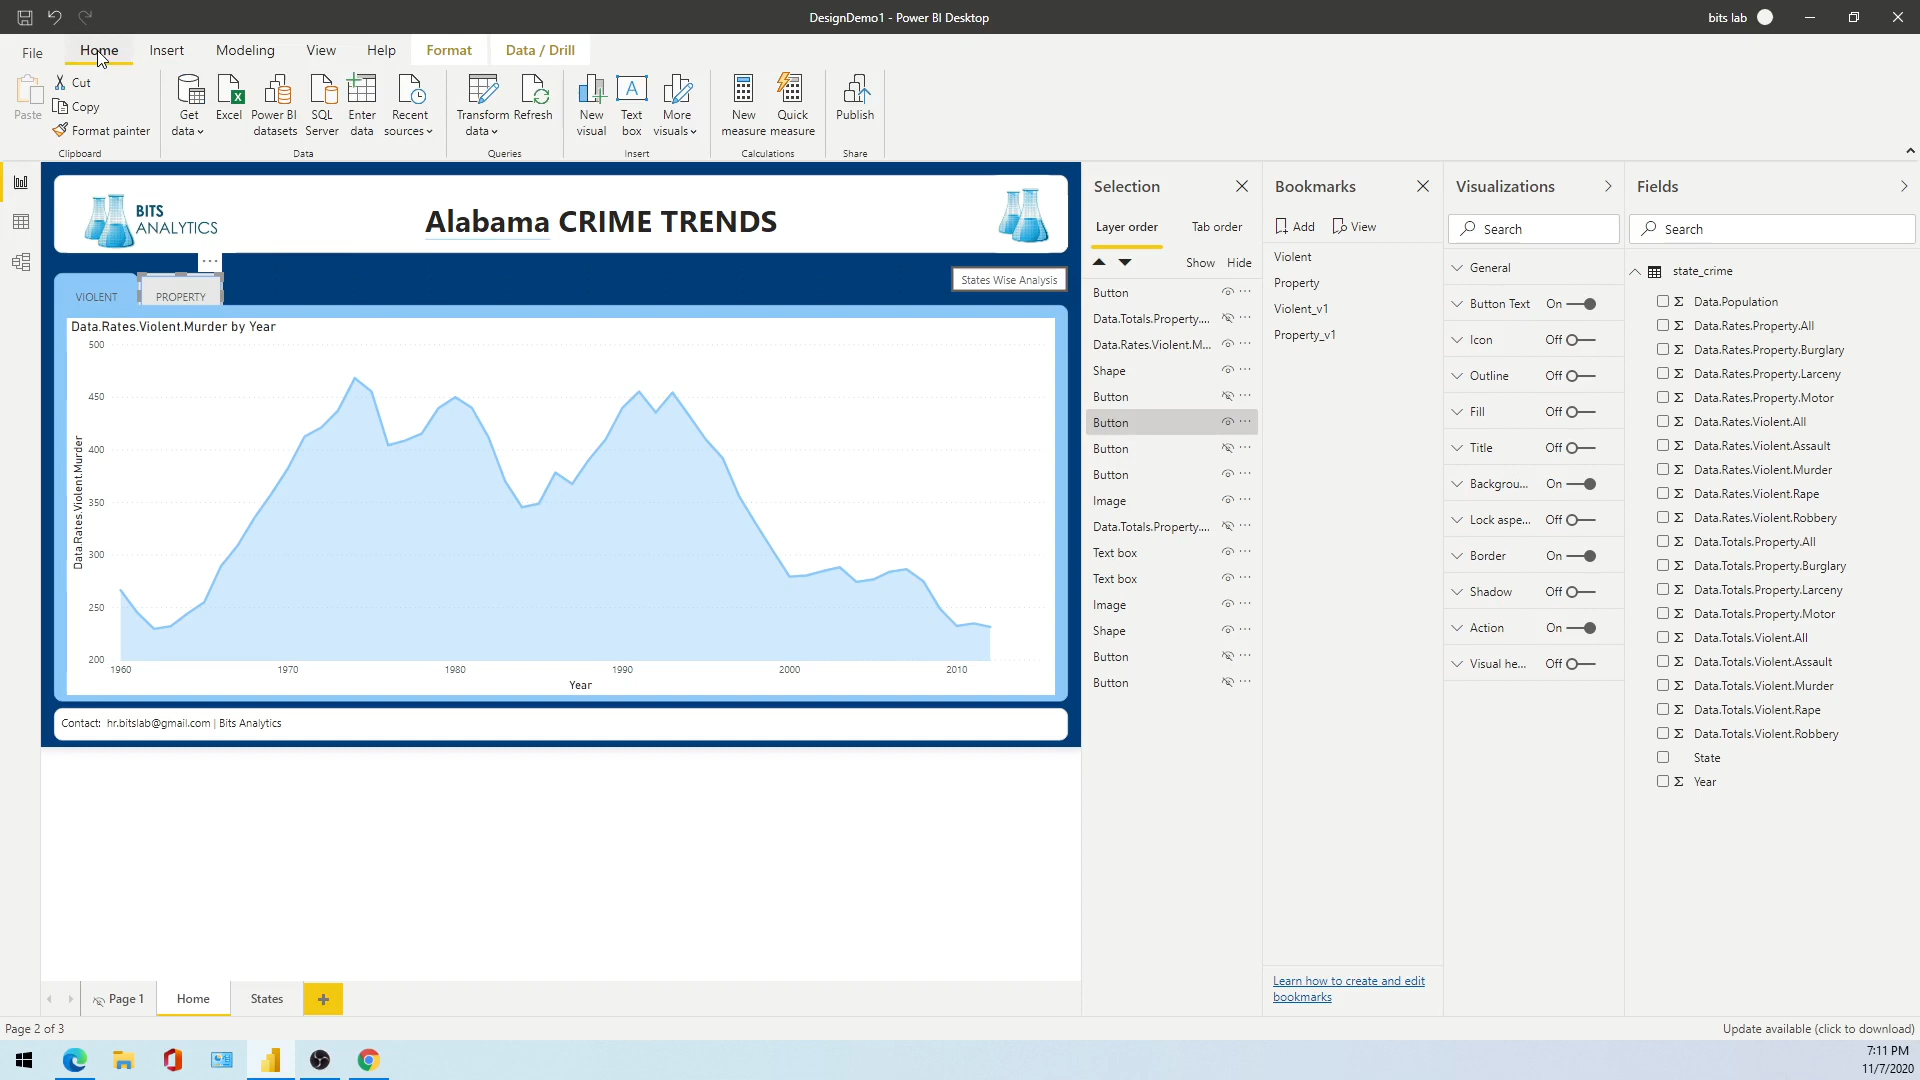 DesignDemo1 - Power BI Desktop
bits lab
File
Home
Insert
Modeling
View
Help
Format
Data / Drill
Paste
Cut
Copy
Format painter
Clipboard
Get data
Excel
Power BI datasets
SQL Server
Enter data
Recent sources
Data
Transform data
Refresh
Queries
New visual
Text box
More visuals
Insert
New measure
Quick measure
Calculations
Publish
Share
BITS
ANALYTICS
Alabama CRIME TRENDS
VIOLENT
PROPERTY
States Wise Analysis
Data.Rates.Violent.Murder by Year
500
450
400
350
300
250
200
Data.Rates.Violent.Murder
1960
1970
1980
1990
2000
2010
Year
Contact: hr.bitslab@gmail.com | Bits Analytics
Selection
Layer order
Tab order
Show
Hide
Button
Data.Totals.Property....
Data.Rates.Violent.M...
Shape
Button
Button
Button
Button
Image
Data.Totals.Property....
Text box
Text box
Image
Shape
Button
Button
Bookmarks
Add
View
Violent
Property
Violent_v1
Property_v1
Learn how to create and edit
bookmarks
Visualizations
Search
General
Button Text On
Icon Off
Outline Off
Fill Off
Title Off
Backgrou... On
Lock aspe... Off
Border On
Shadow Off
Action On
Visual he... Off
Fields
Search
state_crime
Data.Population
Data.Rates.Property.All
Data.Rates.Property.Burglary
Data.Rates.Property.Larceny
Data.Rates.Property.Motor
Data.Rates.Violent.All
Data.Rates.Violent.Assault
Data.Rates.Violent.Murder
Data.Rates.Violent.Rape
Data.Rates.Violent.Robbery
Data.Totals.Property.All
Data.Totals.Property.Burglary
Data.Totals.Property.Larceny
Data.Totals.Property.Motor
Data.Totals.Violent.All
Data.Totals.Violent.Assault
Data.Totals.Violent.Murder
Data.Totals.Violent.Rape
Data.Totals.Violent.Robbery
State
Year
Page 1
Home
States
Page 2 of 3
Update available (click to download)
7:11 PM
11/7/2020